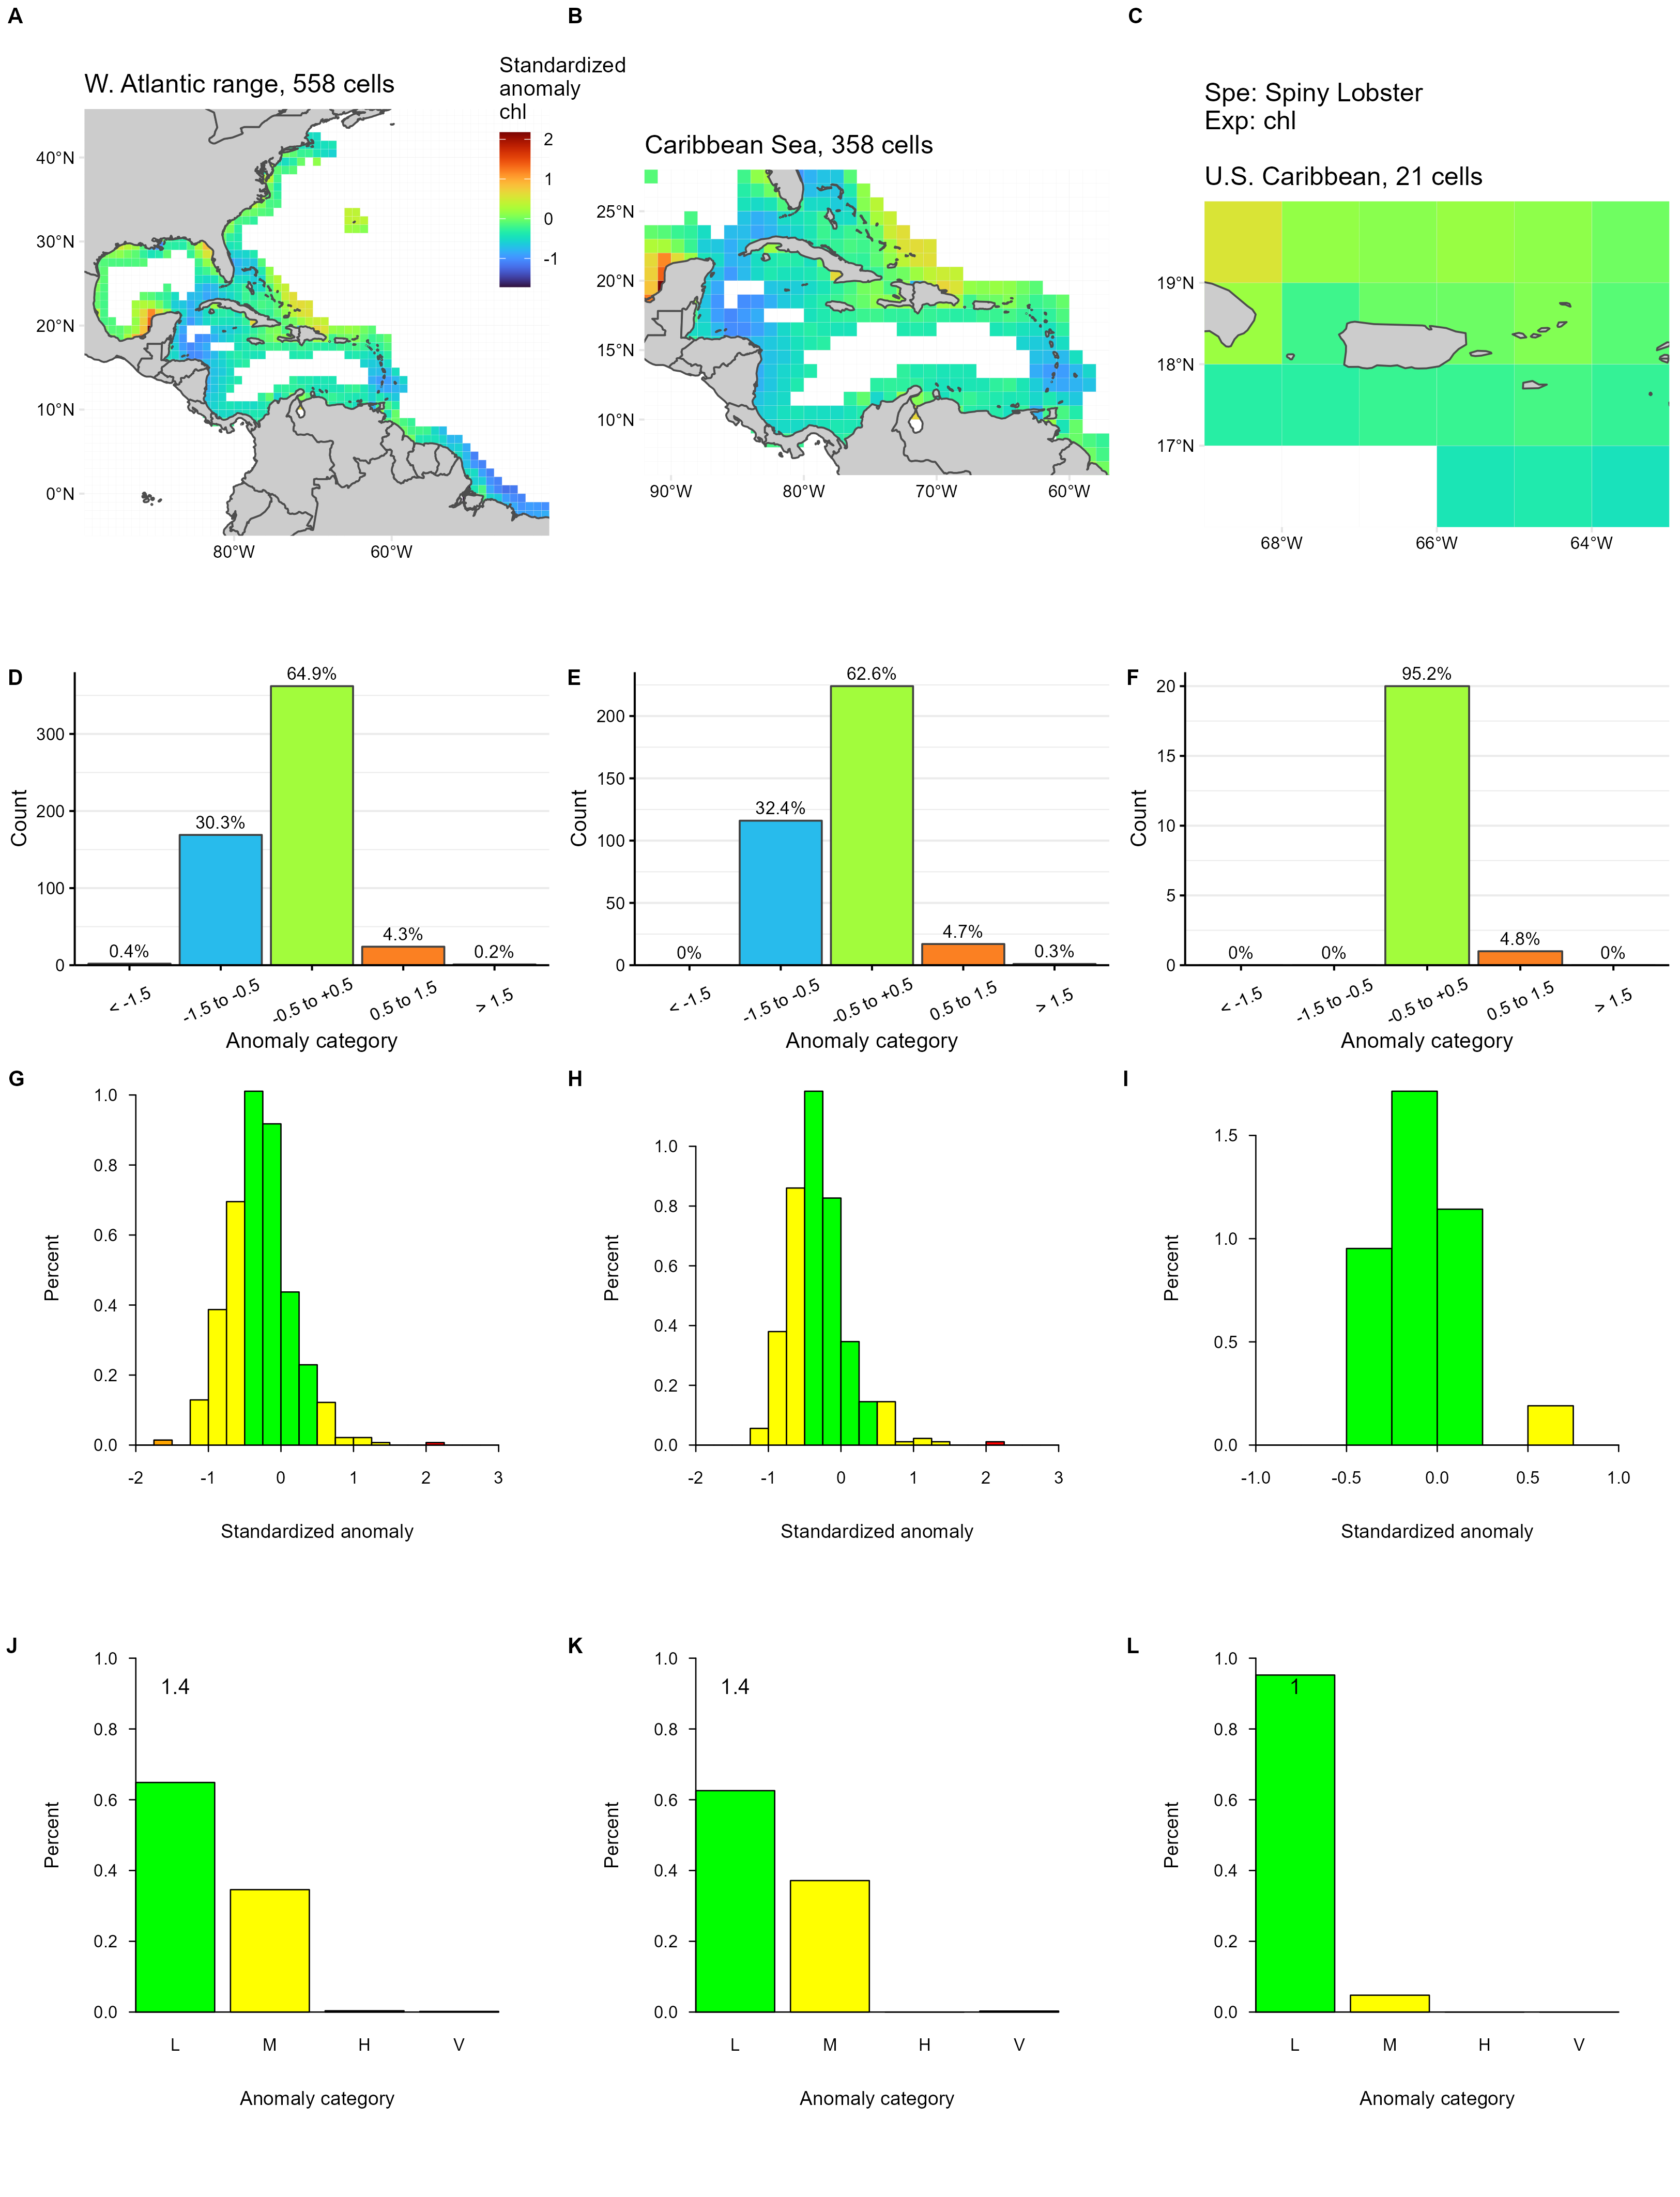 A
B
C
W. Atlantic range, 558 cells
Standardized
anomaly
chl
2
1
0
-1
40°N
30°N
20°N
10°N
0°N
80°W
60°W
Caribbean Sea, 358 cells
25°N
20°N
15°N
10°N
90°W
80°W
70°W
60°W
Spe: Spiny Lobster
Exp: chl
U.S. Caribbean, 21 cells
19°N
18°N
17°N
68°W
66°W
64°W
D
Count
300
200
100
0
0.4%
30.3%
64.9%
4.3%
0.2%
< -1.5
-1.5 to -0.5
-0.5 to +0.5
0.5 to 1.5
> 1.5
Anomaly category
E
Count
200
150
100
50
0
0%
32.4%
62.6%
4.7%
0.3%
< -1.5
-1.5 to -0.5
-0.5 to +0.5
0.5 to 1.5
> 1.5
Anomaly category
F
Count
20
15
10
5
0
0%
0%
95.2%
4.8%
0%
< -1.5
-1.5 to -0.5
-0.5 to +0.5
0.5 to 1.5
> 1.5
Anomaly category
G
Percent
1.0
0.8
0.6
0.4
0.2
0.0
-2
-1
0
1
2
3
Standardized anomaly
H
Percent
1.0
0.8
0.6
0.4
0.2
0.0
-2
-1
0
1
2
3
Standardized anomaly
I
Percent
1.5
1.0
0.5
0.0
-1.0
-0.5
0.0
0.5
1.0
Standardized anomaly
J
Percent
1.0
0.8
0.6
0.4
0.2
0.0
1.4
L
M
H
V
Anomaly category
K
Percent
1.0
0.8
0.6
0.4
0.2
0.0
1.4
L
M
H
V
Anomaly category
L
Percent
1.0
0.8
0.6
0.4
0.2
0.0
1
L
M
H
V
Anomaly category